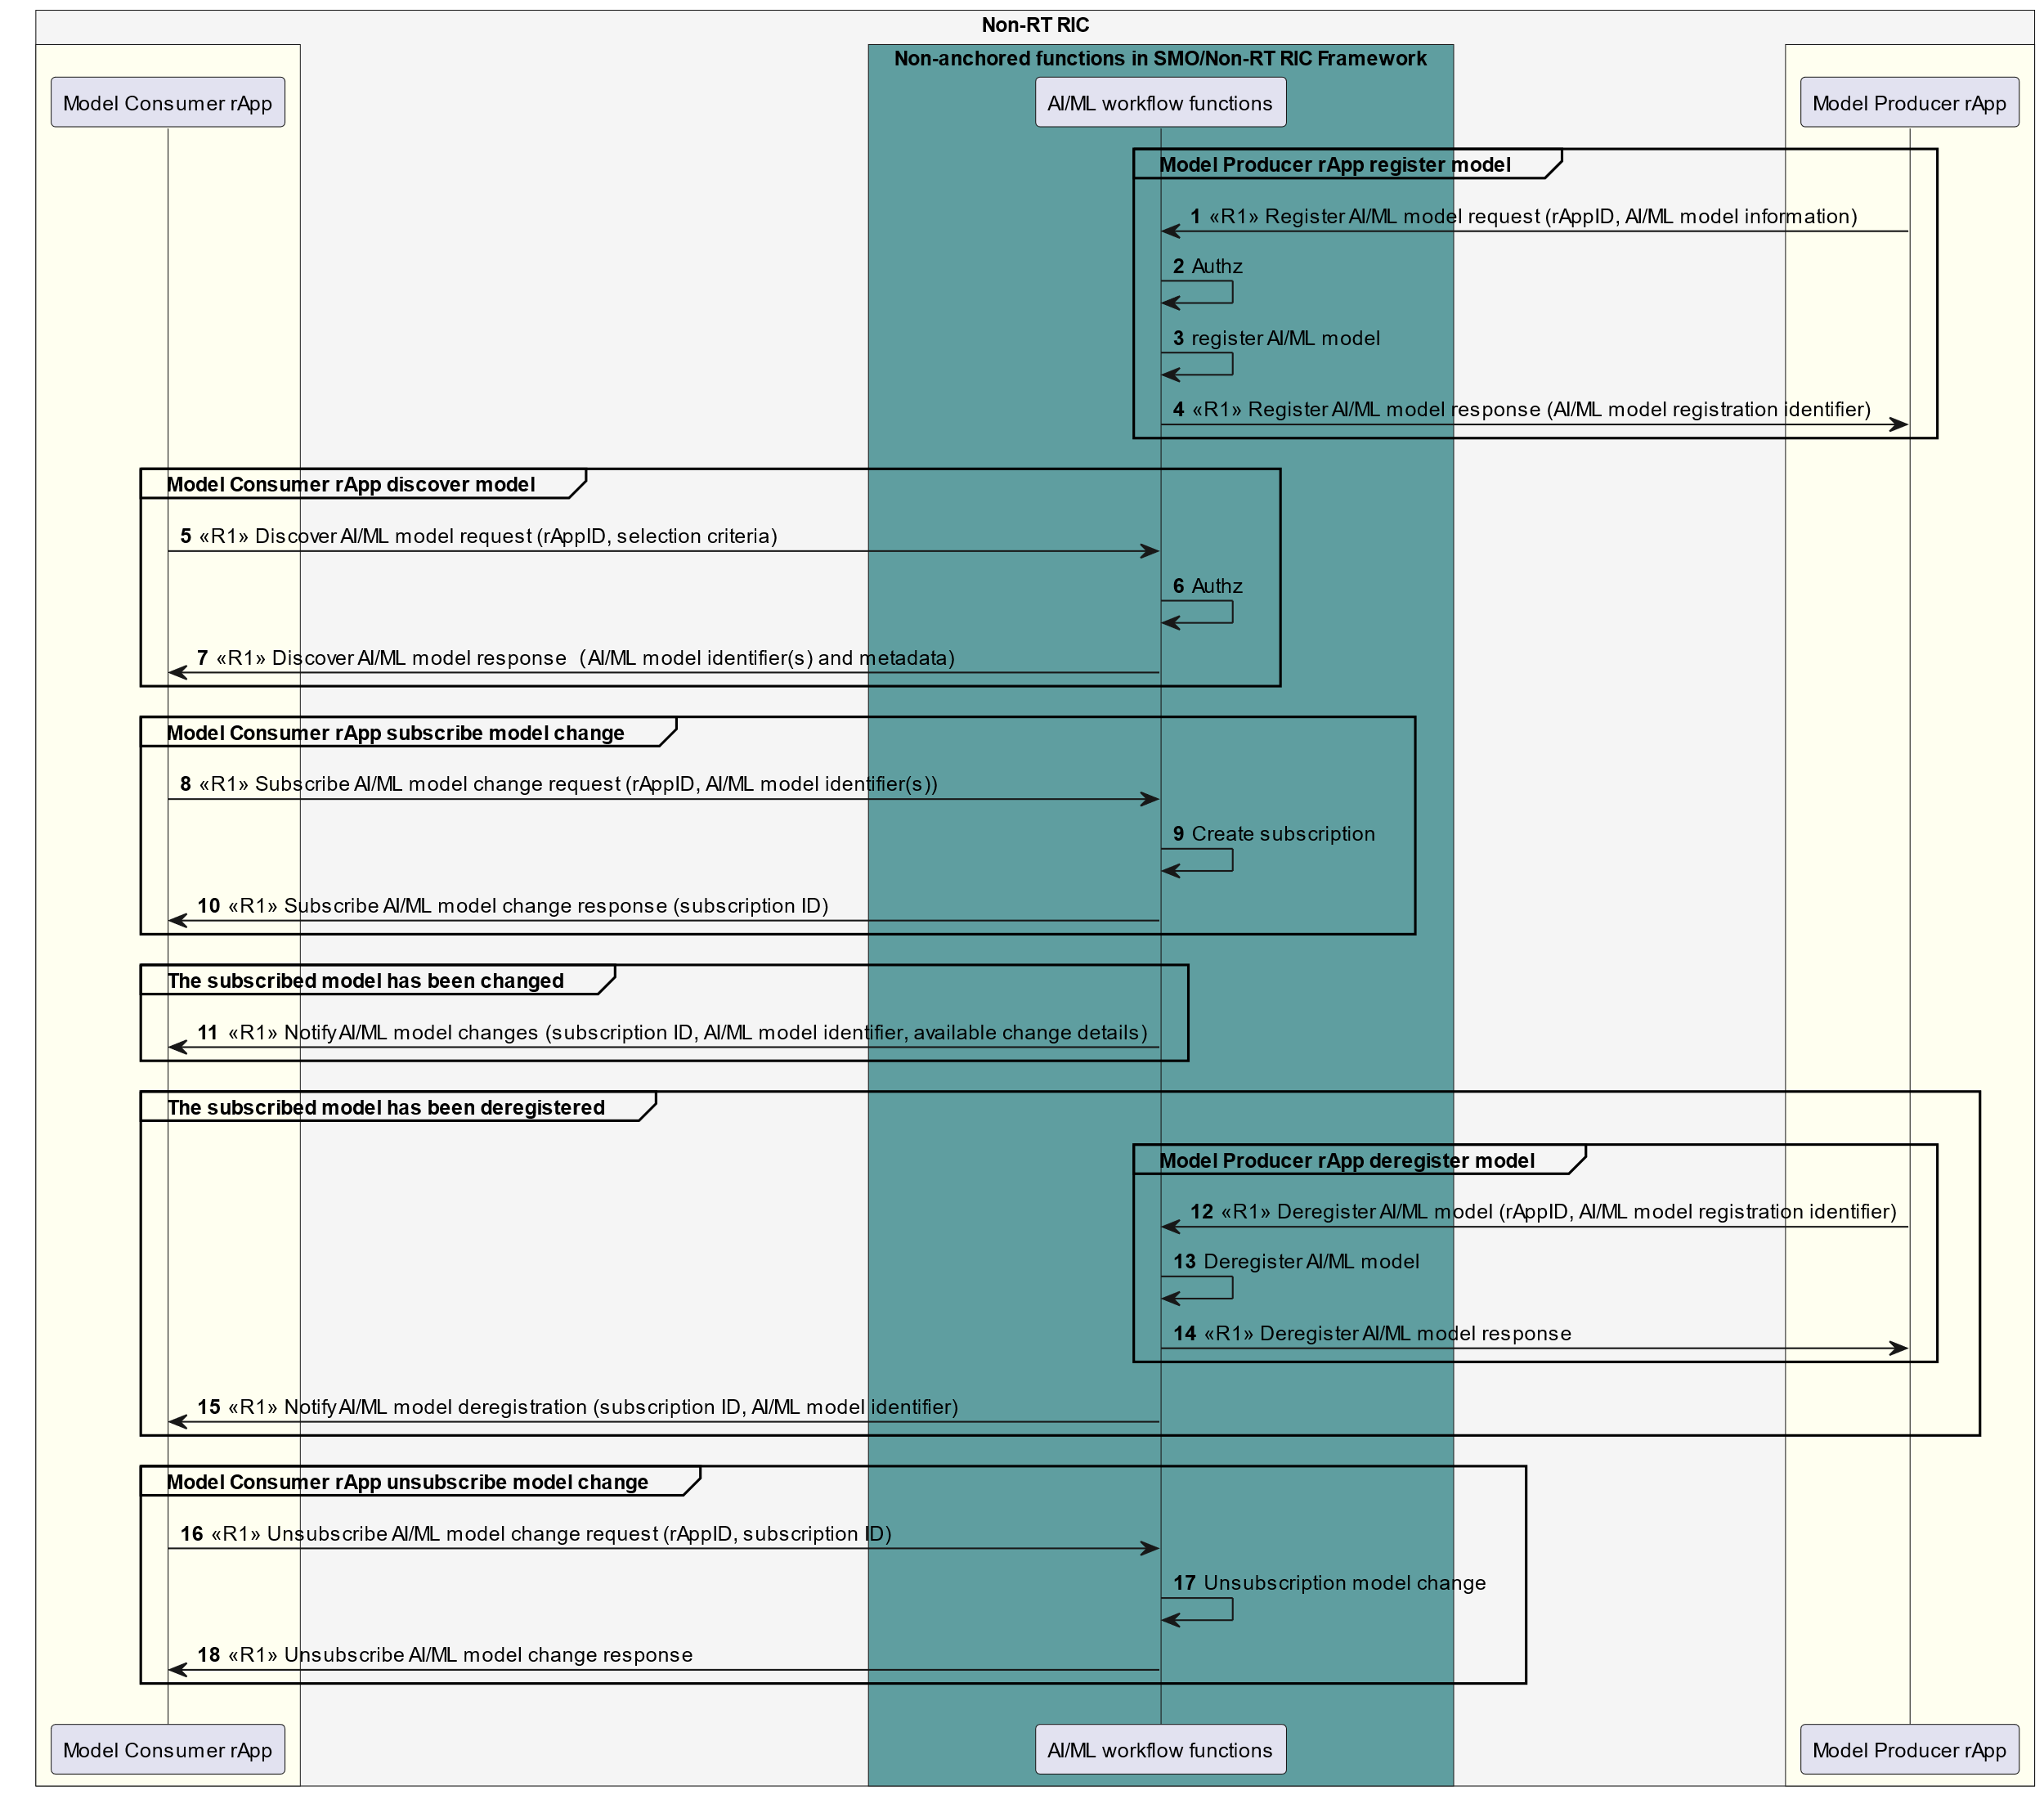 Non-RT RIC
Non-anchored functions in SMO/Non-RT RIC Framework
Model Consumer rApp
AI/ML workflow functions
Model Producer rApp
Model Producer rApp register model
1 «R1» Register AI/ML model request (rAppID, AI/ML model information)
2 Authz
3 register AI/ML model
4 «R1» Register AI/ML model response (AI/ML model registration identifier)
Model Consumer rApp discover model
5 «R1» Discover AI/ML model request (rAppID, selection criteria)
6 Authz
7 «R1» Discover AI/ML model response (AI/ML model identifier(s) and metadata)
Model Consumer rApp subscribe model change
8 «R1» Subscribe AI/ML model change request (rAppID, AI/ML model identifier(s))
9 Create subscription
10 «R1» Subscribe AI/ML model change response (subscription ID)
The subscribed model has been changed
11 «R1» Notify AI/ML model changes (subscription ID, AI/ML model identifier, available change details)
The subscribed model has been deregistered
Model Producer rApp deregister model
12 «R1» Deregister AI/ML model (rAppID, AI/ML model registration identifier)
13 Deregister AI/ML model
14 «R1» Deregister AI/ML model response
15 «R1» Notify AI/ML model deregistration (subscription ID, AI/ML model identifier)
Model Consumer rApp unsubscribe model change
16 «R1» Unsubscribe AI/ML model change request (rAppID, subscription ID)
17 Unsubscription model change
18 «R1» Unsubscribe AI/ML model change response
Model Consumer rApp
AI/ML workflow functions
Model Producer rApp